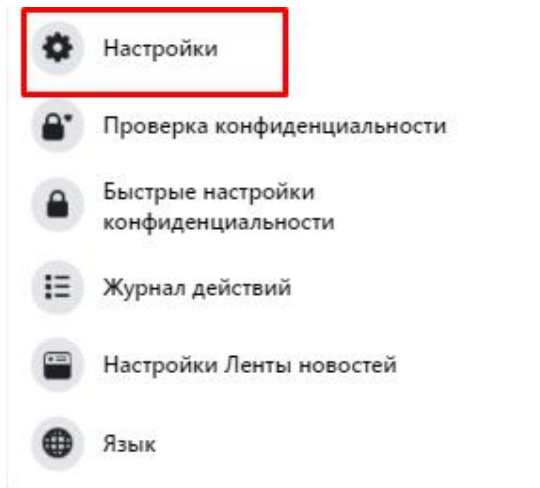 Настройки
Проверка конфиденциальности
Быстрые настройки
конфиденциальности
Журнал действий
Настройки Ленты новостей
Язык